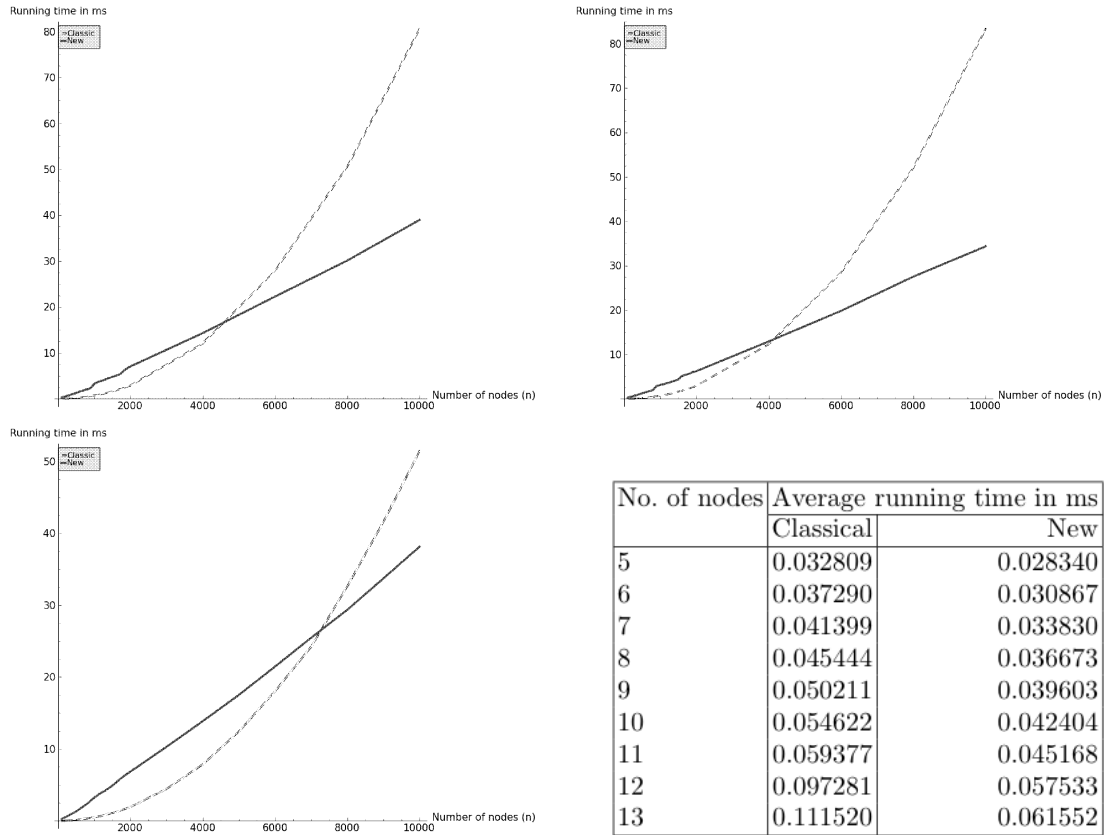 Running time in ms
Classic
New
80
70
60
50
40
30
20
10
2000 4000 6000 8000 10000
Number of nodes (n)
Running time in ms
Classic
New
80
70
60
50
40
30
20
10
2000 4000 6000 8000 10000
Number of nodes (n)
Running time in ms
Classic
New
50
40
30
20
10
2000 4000 6000 8000 10000
Number of nodes (n)
No. of nodes Average running time in ms
Classical New
5 0.032809 0.028340
6 0.037290 0.030867
7 0.041399 0.033830
8 0.045444 0.036673
9 0.050211 0.039603
10 0.054622 0.042404
11 0.059377 0.045168
12 0.097281 0.057533
13 0.111520 0.061552